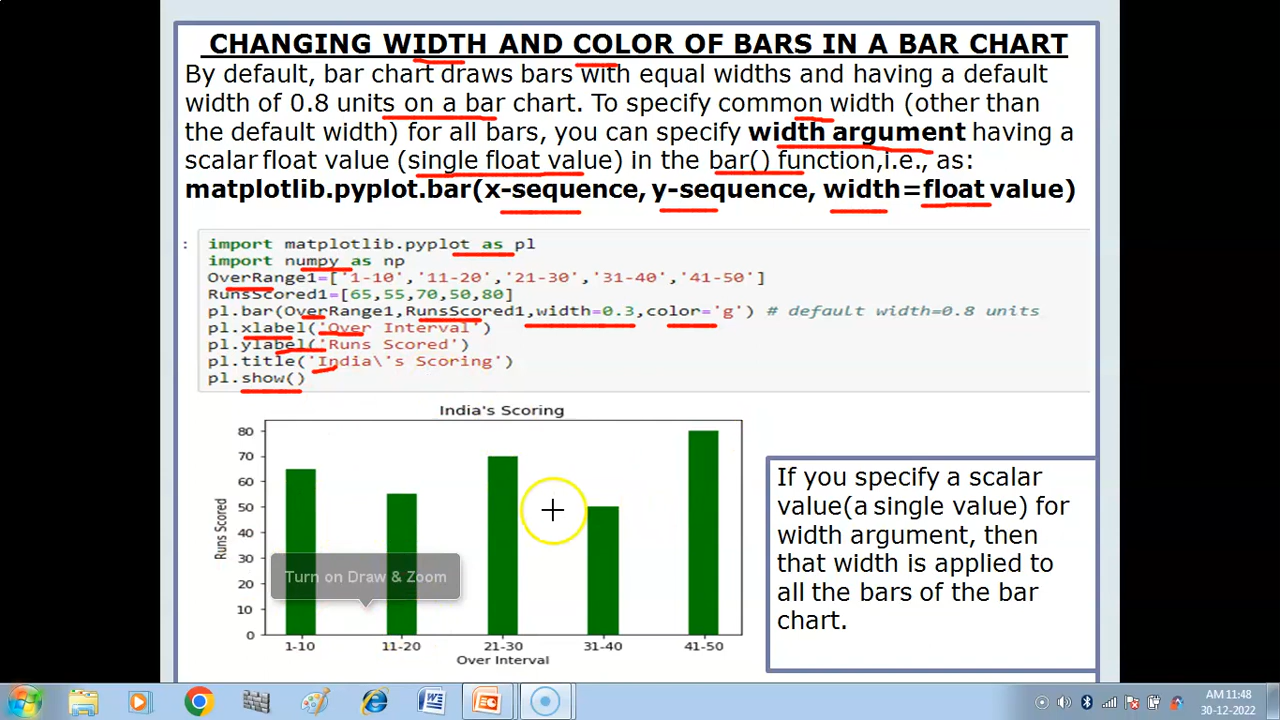 CHANGING WIDTH AND COLOR OF BARS IN A BAR CHART
By default, bar chart draws bars with equal widths and having a default
width of 0.8 units on a bar chart. To specify common width (other than
the default width) for all bars, you can specify width argument having a
scalar float value (single float value) in the bar() function,i.e., as:
matplotlib.pyplot.bar(x-sequence, y-sequence, width=float value)
: import matplotlib.pyplot as pl
import numpy as np
OverRange1=['1-10','11-20','21-30','31-40','41-50']
RunsScored1=[65,55,70,50,80]
pl.bar(OverRange1,RunsScored1,width=0.3,color='g') # default width=0.8 units
pl.xlabel('Over Interval')
pl.ylabel('Runs Scored')
pl.title('India\'s Scoring')
pl.show()
India's Scoring
80
70
60
50
40
30
20
10
0
Runs Scored
1-10 11-20 21-30 31-40 41-50
Over Interval
Turn on Draw & Zoom
If you specify a scalar
value(a single value) for
width argument, then
that width is applied to
all the bars of the bar
chart.
AM 11:48
30-12-2022